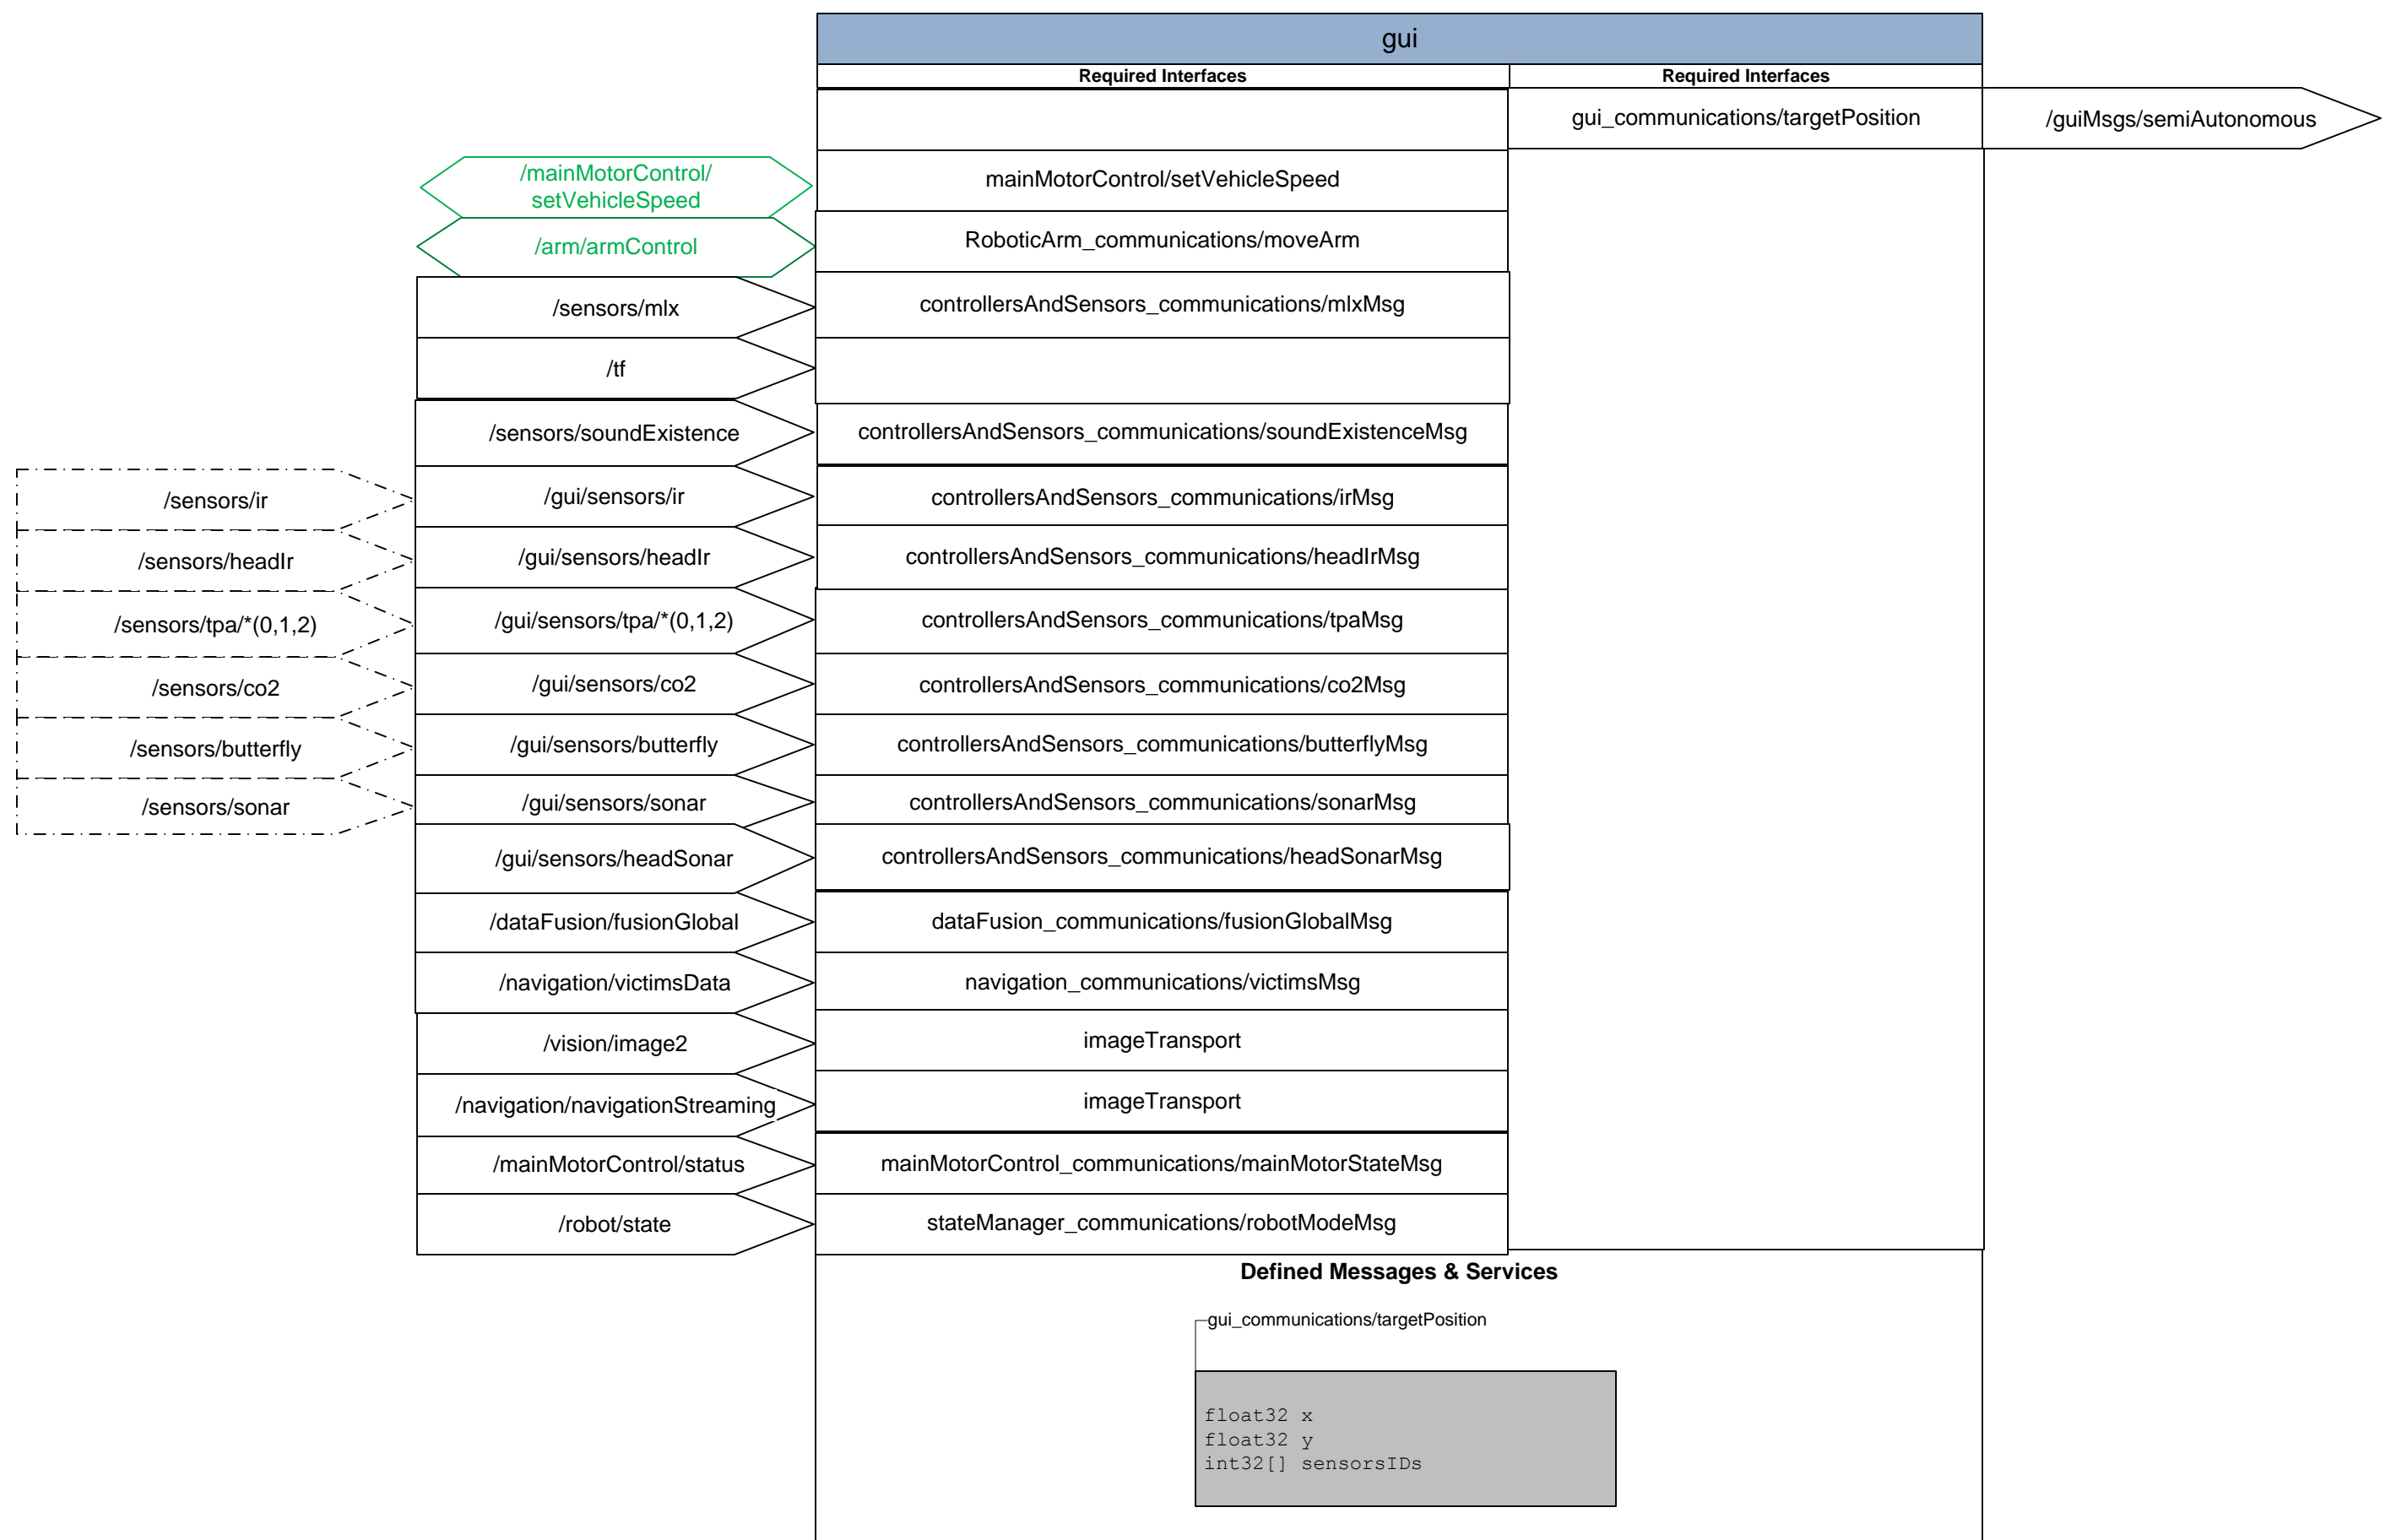 gui
Required Interfaces
Required Interfaces
gui_communications/targetPosition
/guiMsgs/semiAutonomous
/mainMotorControl/
setVehicleSpeed
mainMotorControl/setVehicleSpeed
/arm/armControl
RoboticArm_communications/moveArm
/sensors/mlx
controllersAndSensors_communications/mlxMsg
/tf
/sensors/soundExistence
controllersAndSensors_communications/soundExistenceMsg
/sensors/ir
/gui/sensors/ir
controllersAndSensors_communications/irMsg
/sensors/headIr
/gui/sensors/headIr
controllersAndSensors_communications/headIrMsg
/sensors/tpa/*(0,1,2)
/gui/sensors/tpa/*(0,1,2)
controllersAndSensors_communications/tpaMsg
/sensors/co2
/gui/sensors/co2
controllersAndSensors_communications/co2Msg
/sensors/butterfly
/gui/sensors/butterfly
controllersAndSensors_communications/butterflyMsg
/sensors/sonar
/gui/sensors/sonar
controllersAndSensors_communications/sonarMsg
/gui/sensors/headSonar
controllersAndSensors_communications/headSonarMsg
/dataFusion/fusionGlobal
dataFusion_communications/fusionGlobalMsg
/navigation/victimsData
navigation_communications/victimsMsg
/vision/image2
imageTransport
/navigation/navigationStreaming
imageTransport
/mainMotorControl/status
mainMotorControl_communications/mainMotorStateMsg
/robot/state
stateManager_communications/robotModeMsg
Defined Messages & Services
gui_communications/targetPosition
float32 x
float32 y
int32[] sensorsIDs